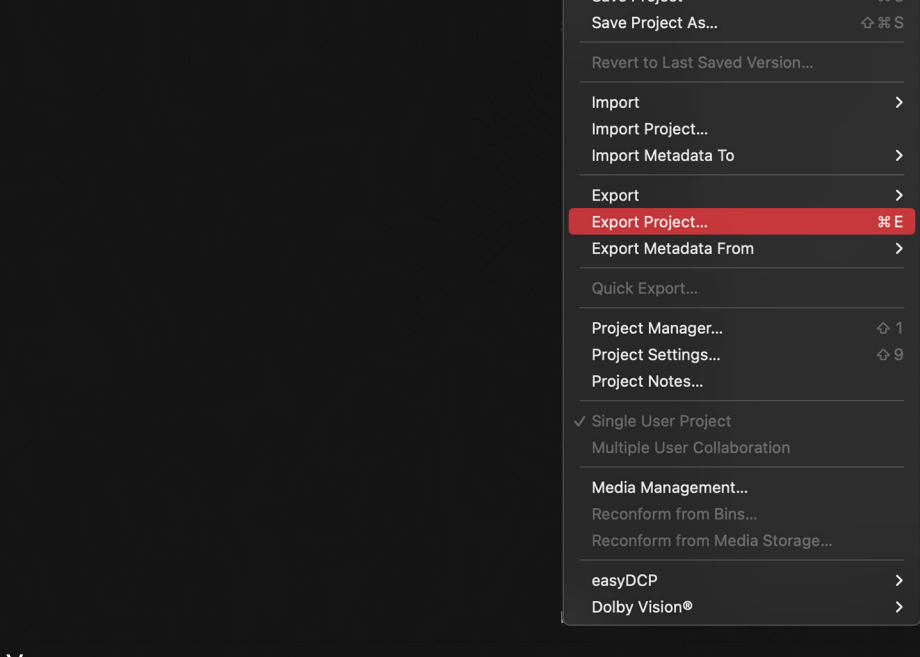 Save Project As... ⇧⌘S
Revert to Last Saved Version...
Import
Import Project...
Import Metadata To
Export
Export Project... ⌘E
Export Metadata From
Quick Export...
Project Manager... ⇧1
Project Settings... ⇧9
Project Notes...
✓ Single User Project
Multiple User Collaboration
Media Management...
Reconform from Bins...
Reconform from Media Storage...
easyDCP
Dolby Vision®